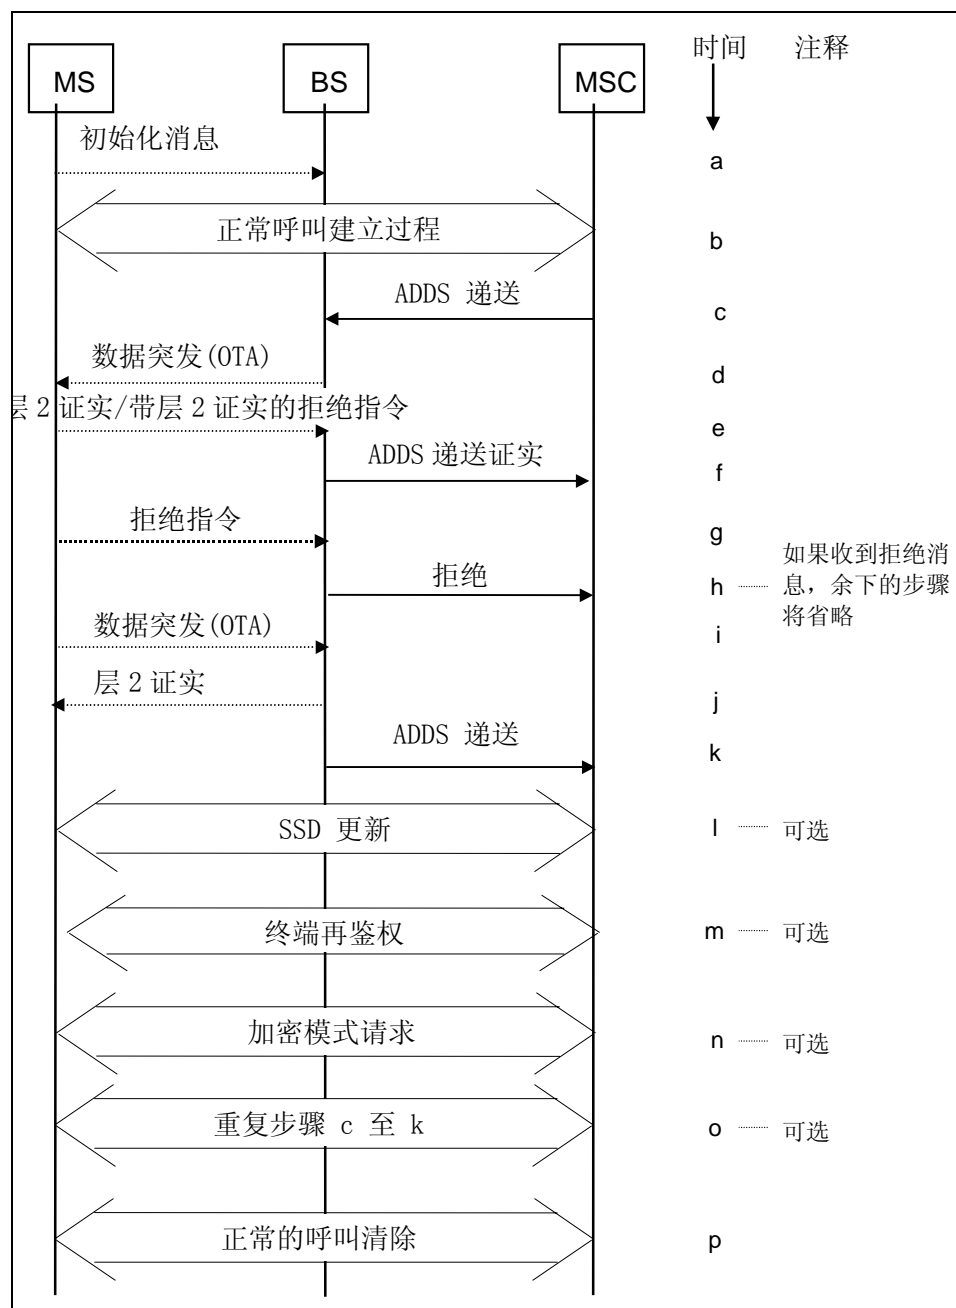 时间 注释
MS BS MSC
初始化消息
a
正常呼叫建立过程
b
ADDS 递送
c
数据突发(OTA)
d
层 2 证实/带层 2 证实的拒绝指令
e
ADDS 递送证实
f
拒绝指令
g
拒绝
h
如果收到拒绝消
息，余下的步骤
将省略
数据突发(OTA)
i
层 2 证实
j
ADDS 递送
k
SSD 更新
l 可选
终端再鉴权
m 可选
加密模式请求
n 可选
重复步骤 c 至 k
o 可选
正常的呼叫清除
p